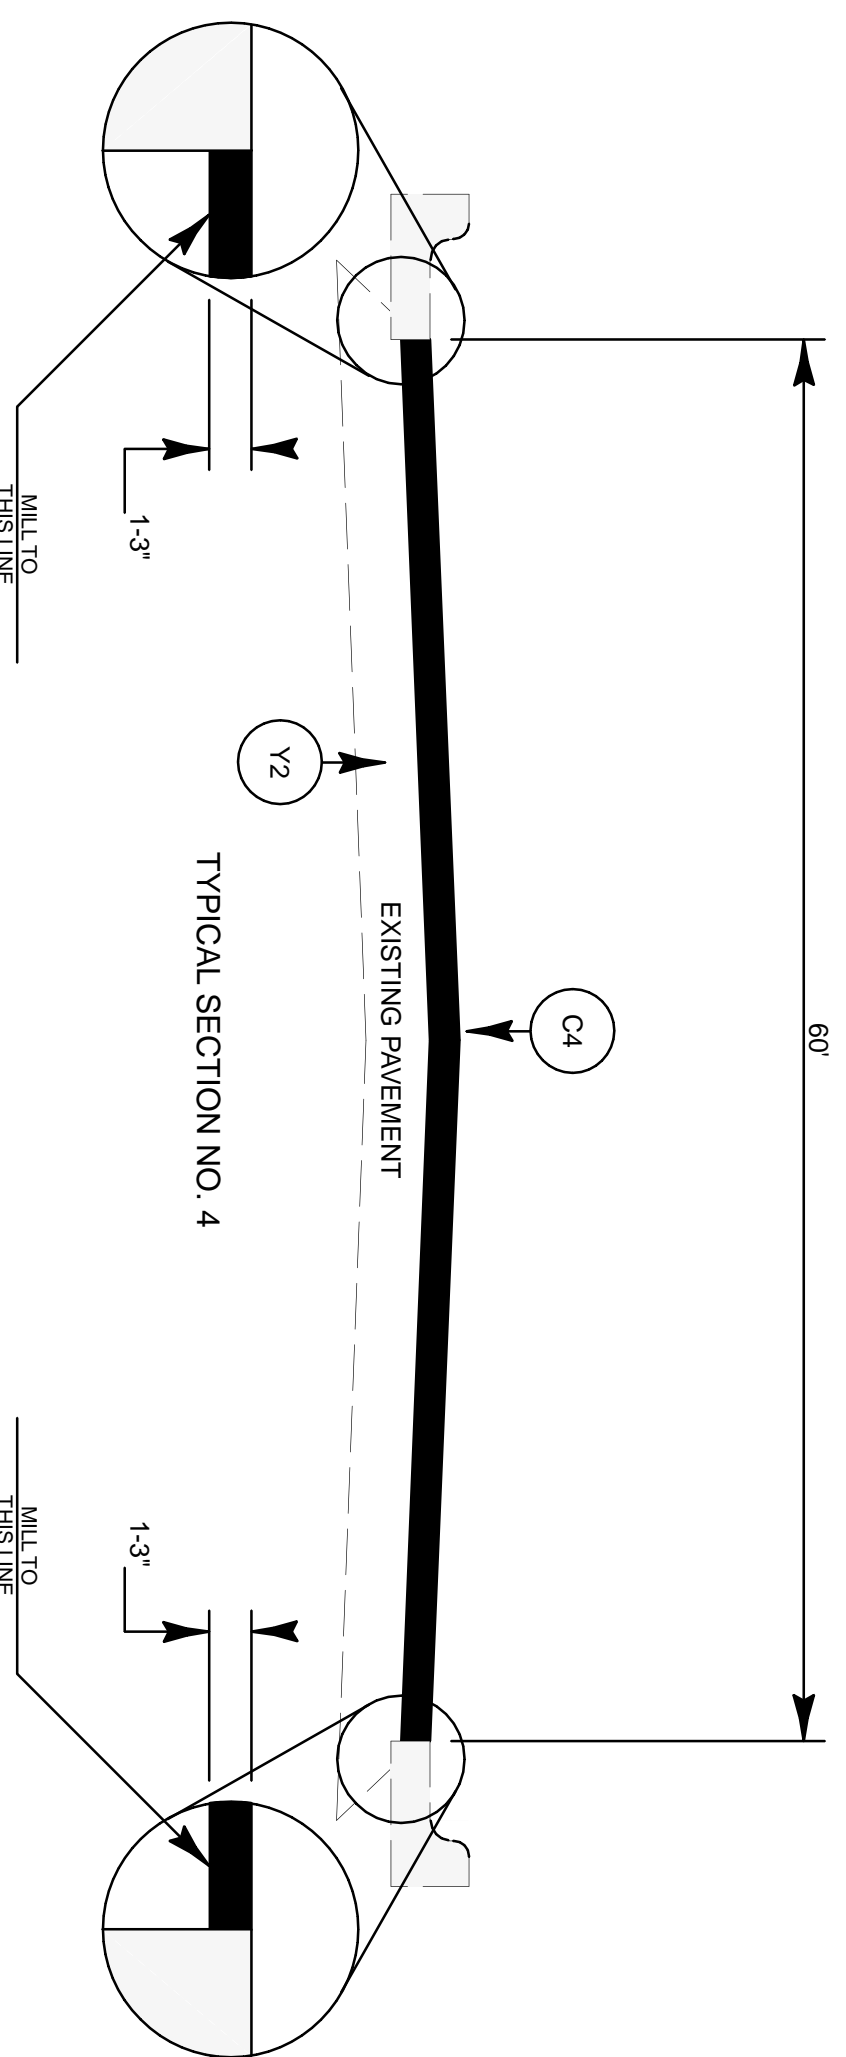 60'
C4
EXISTING PAVEMENT
Y2
TYPICAL SECTION NO. 4
1-3"
1-3"
MILL TO
THIS LINE
MILL TO
THIS LINE